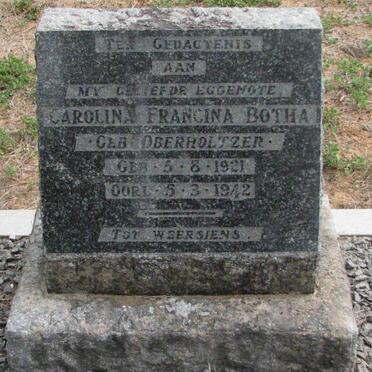 TER GEDAGTENIS
AAN
MY GELIEFDE EGGENOTE
CAROLINA FRANCINA BOTHA
· GEB OBERHOLTZER ·
GEB · 5 · 8 · 1921
OORL · 5 · 3 · 1942
TOT WEERSIENS .